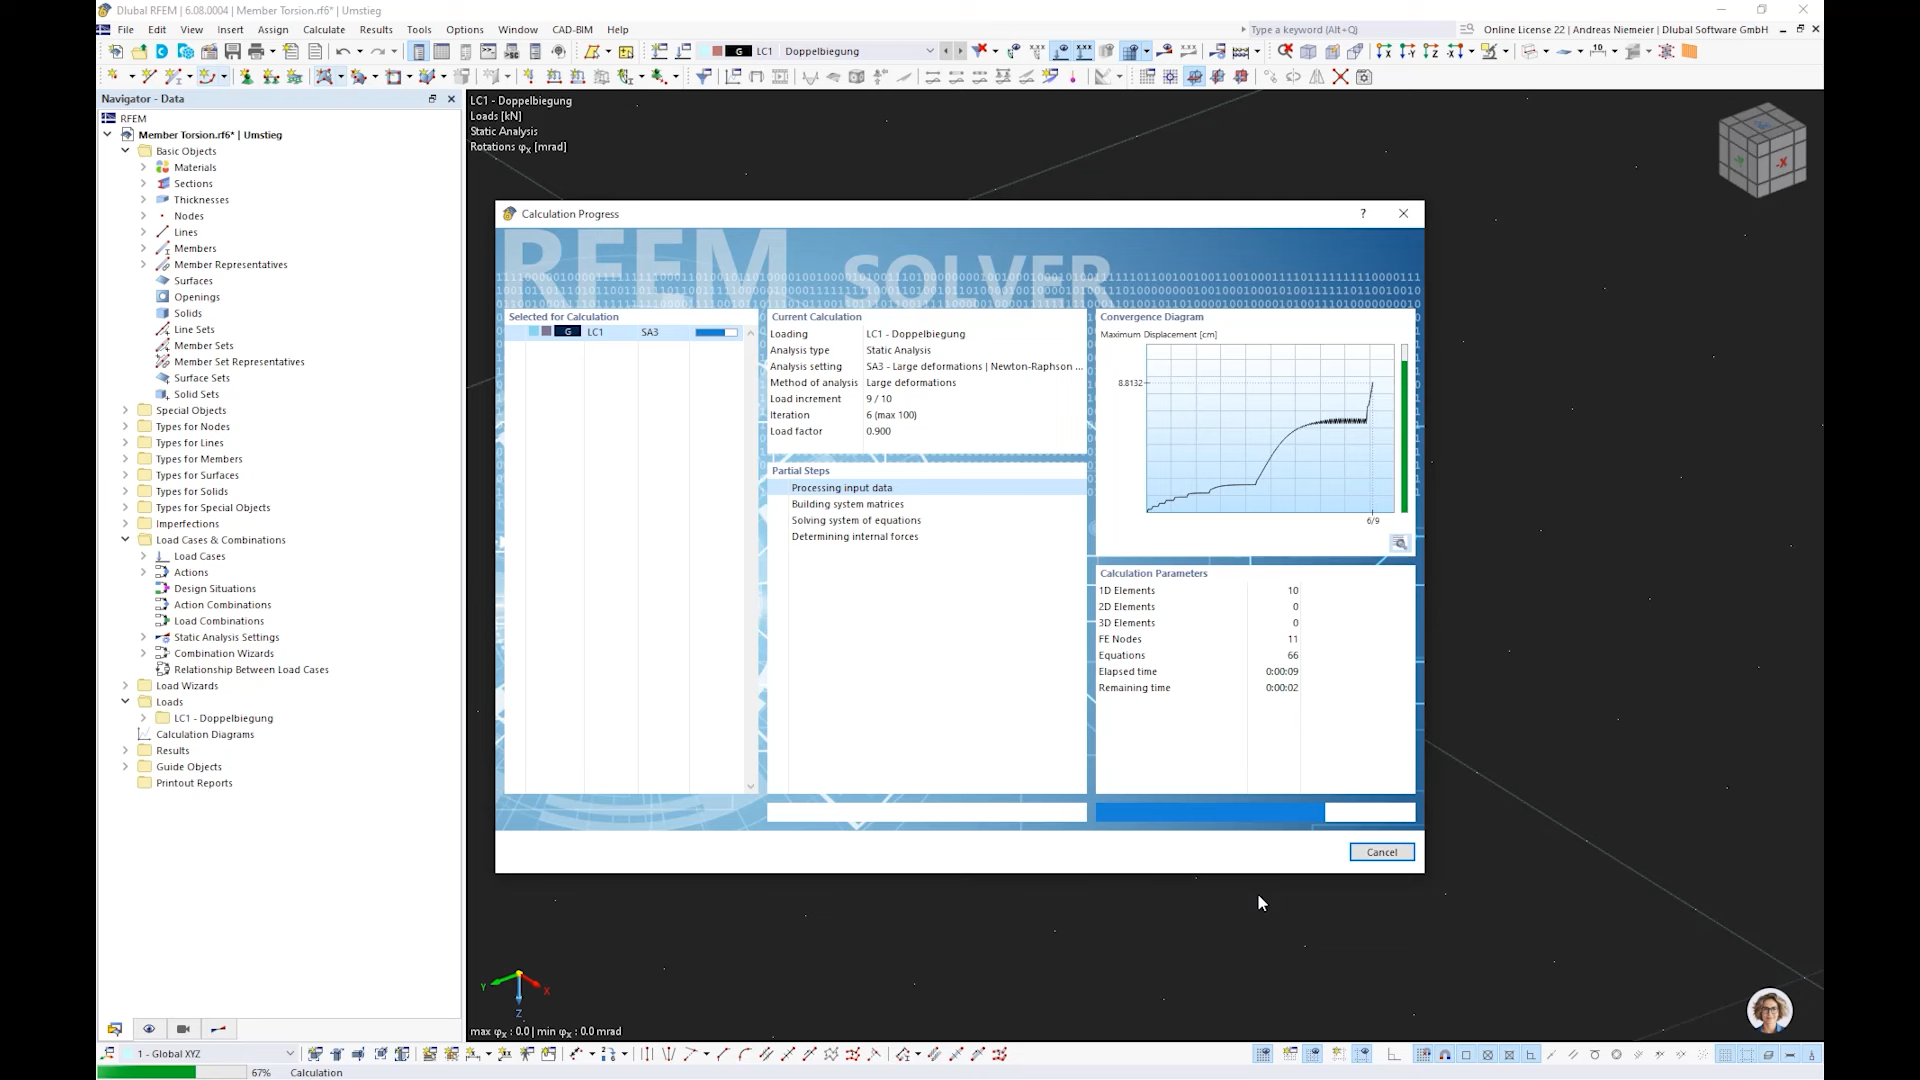 Dlubal RFEM | 6.08.0004 | Member Torsion.rf6* | Umstieg
File Edit View Insert Assign Calculate Results Tools Options Window CAD-BIM Help
Type a keyword (Alt+Q)
Online License 22 | Andreas Niemeier | Dlubal Software GmbH
G LC1 Doppelbiegung
Navigator - Data
RFEM
Member Torsion.rf6* | Umstieg
Basic Objects
Materials
Sections
Thicknesses
Nodes
Lines
Members
Member Representatives
Surfaces
Openings
Solids
Line Sets
Member Sets
Member Set Representatives
Surface Sets
Solid Sets
Special Objects
Types for Nodes
Types for Lines
Types for Members
Types for Surfaces
Types for Solids
Types for Special Objects
Imperfections
Load Cases & Combinations
Load Cases
Actions
Design Situations
Action Combinations
Load Combinations
Static Analysis Settings
Combination Wizards
Relationship Between Load Cases
Load Wizards
Loads
LC1 - Doppelbiegung
Calculation Diagrams
Results
Guide Objects
Printout Reports
LC1 - Doppelbiegung
Loads [kN]
Static Analysis
Rotations φx [mrad]
-Y -X
Calculation Progress
?
RFEM SOLVER
Selected for Calculation
G LC1 SA3
Current Calculation
Loading LC1 - Doppelbiegung
Analysis type Static Analysis
Analysis setting SA3 - Large deformations | Newton-Raphson ...
Method of analysis Large deformations
Load increment 9 / 10
Iteration 6 (max 100)
Load factor 0.900
Partial Steps
Processing input data
Building system matrices
Solving system of equations
Determining internal forces
Convergence Diagram
Maximum Displacement [cm]
8.8132
6/9
Calculation Parameters
1D Elements 10
2D Elements 0
3D Elements 0
FE Nodes 11
Equations 66
Elapsed time 0:00:09
Remaining time 0:00:02
Cancel
Y X
Z
max φx : 0.0 | min φx : 0.0 mrad
1 - Global XYZ
67% Calculation